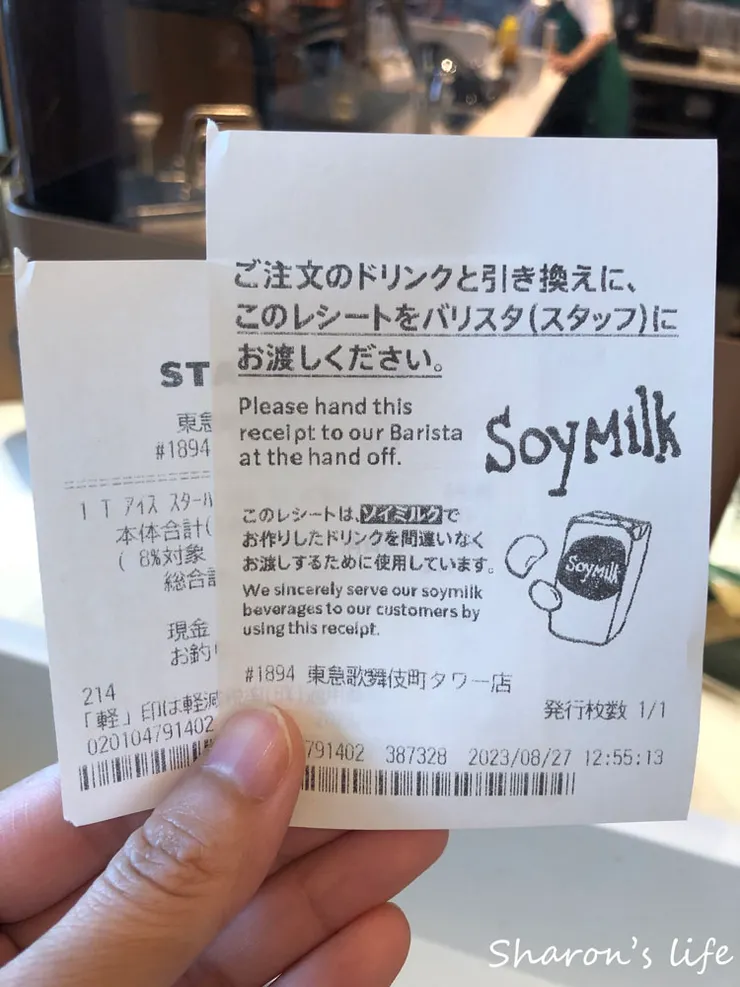 ST
東急
#1894
1 T アイス スターバ
本体合計(
( 8%対象
総合計
現金
お釣り
214
「軽」印は軽減
020104791402
ご注文のドリンクと引き換えに、
このレシートをバリスタ(スタッフ)に
お渡しください。
Please hand this
receipt to our Barista
at the hand off.
SoyMilk
このレシートは、ソイミルクで
お作りしたドリンクを間違いなく
お渡しするために使用しています。
SoyMilk
We sincerely serve our soymilk
beverages to our customers by
using this receipt.
#1894 東急歌舞伎町タワー店
発行枚数 1/1
791402 387328 2023/08/27 12:55:13
Sharon's life